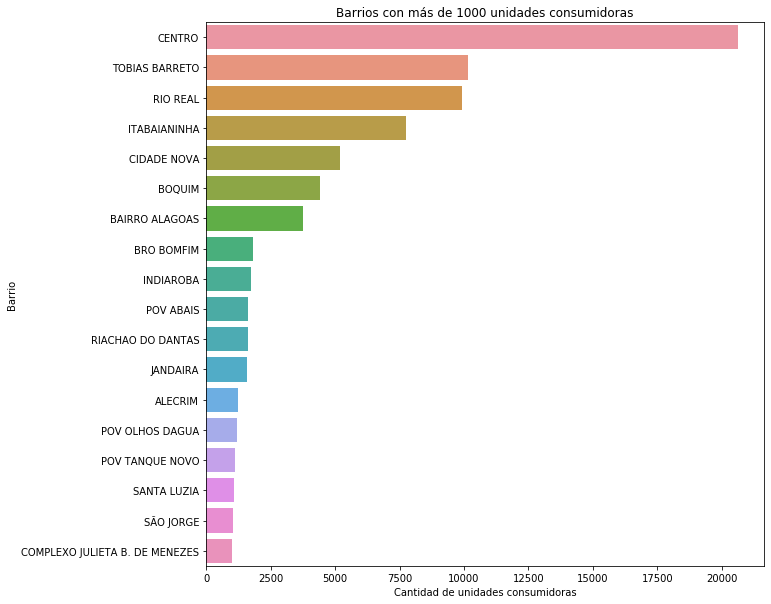 Barrios con más de 1000 unidades consumidoras
Barrio
CENTRO
TOBIAS BARRETO
RIO REAL
ITABAIANINHA
CIDADE NOVA
BOQUIM
BAIRRO ALAGOAS
BRO BOMFIM
INDIAROBA
POV ABAIS
RIACHAO DO DANTAS
JANDAIRA
ALECRIM
POV OLHOS DAGUA
POV TANQUE NOVO
SANTA LUZIA
SÃO JORGE
COMPLEXO JULIETA B. DE MENEZES
0 2500 5000 7500 10000 12500 15000 17500 20000
Cantidad de unidades consumidoras